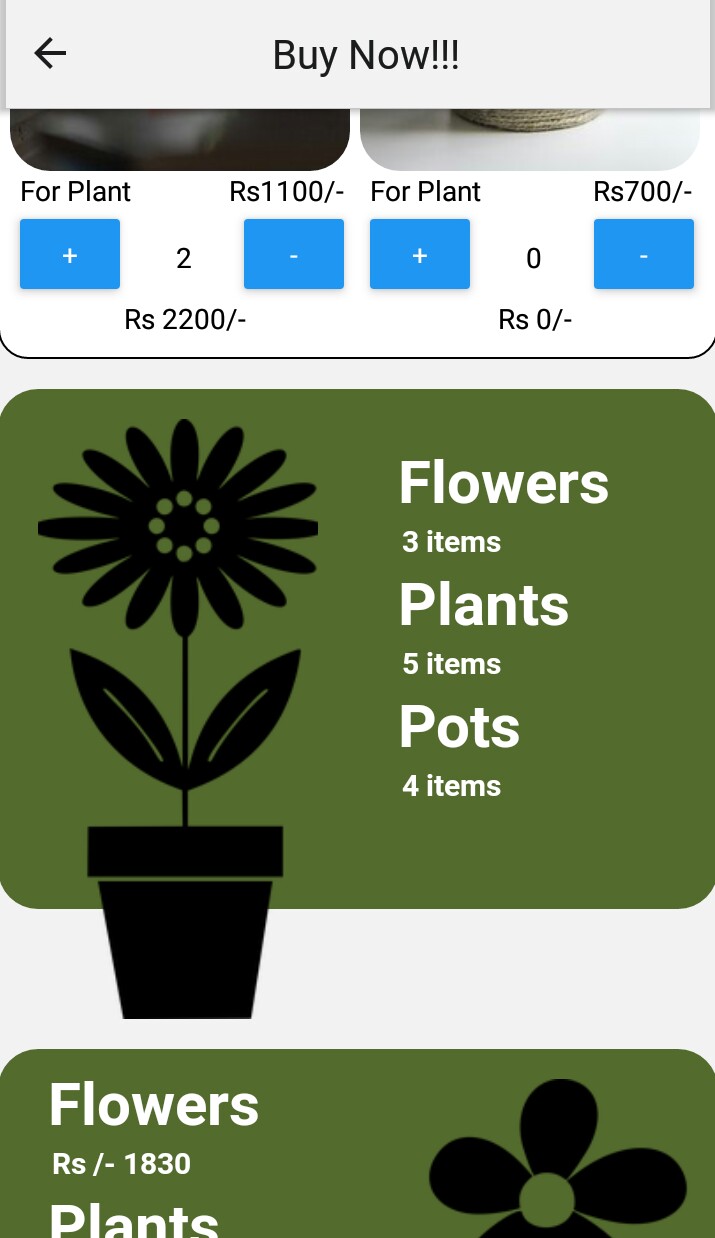 Buy Now!!!
For Plant Rs1100/- For Plant Rs700/-
+ 2 - + 0 -
Rs 2200/- Rs 0/-
Flowers
3 items
Plants
5 items
Pots
4 items
Flowers
Rs /- 1830
Plants